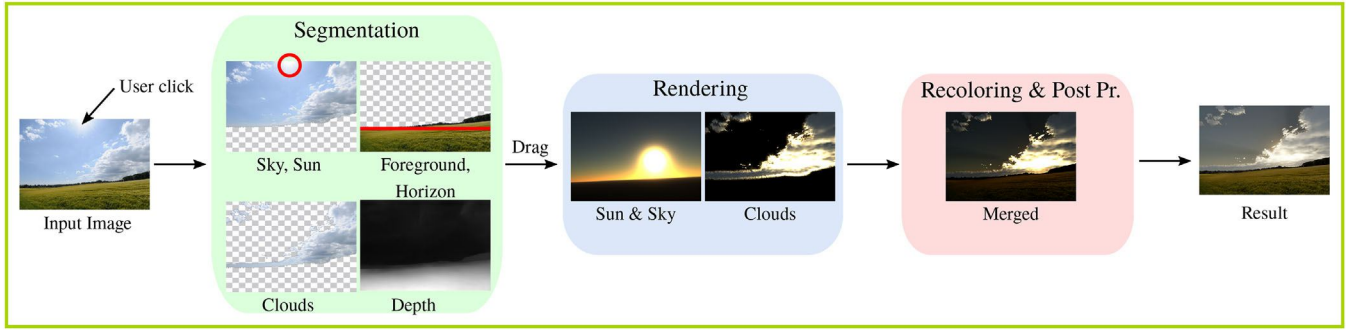 User click
Input Image
Segmentation
Sky, Sun
Foreground,
Horizon
Clouds
Depth
Drag
Rendering
Sun & Sky
Clouds
Recoloring & Post Pr.
Merged
Result